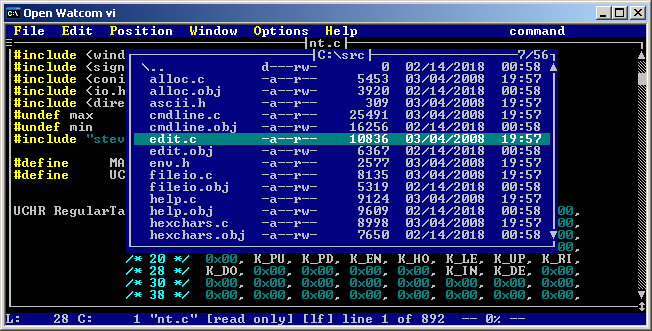 Open Watcom vi
File Edit Position Window Options Help command
nt.c
#include <wind
C:\src 7/56
#include <sign
\.. d---rw- 0 02/14/2018 00:58
#include <coni
alloc.c -a--r-- 5453 03/04/2008 19:57
#include <io.h
alloc.obj -a--rw- 3920 02/14/2018 00:58
#include <dire
ascii.h -a--r-- 309 03/04/2008 19:57
#undef max
cmdline.c -a--r-- 25491 03/04/2008 19:57
#undef min
cmdline.obj -a--rw- 16256 02/14/2018 00:58
#include "stev
edit.c -a--r-- 10836 03/04/2008 19:57
edit.obj -a--rw- 6367 02/14/2018 00:58
#define MA
env.h -a--r-- 2577 03/04/2008 19:57
#define UC
fileio.c -a--r-- 8135 03/04/2008 19:57
fileio.obj -a--rw- 5319 02/14/2018 00:58
help.c -a--r-- 9124 03/04/2008 19:57
UCHR RegularTa
help.obj -a--rw- 9609 02/14/2018 00:58
00,
hexchars.c -a--r-- 8998 03/04/2008 19:57
00,
hexchars.obj -a--rw- 7650 02/14/2018 00:58
00,
/* 20 */ 0x00, K_PU, K_PD, K_EN, K_HO, K_LE, K_UP, K_RI,
/* 28 */ K_DO, 0x00, 0x00, 0x00, 0x00, K_IN, K_DE, 0x00,
/* 30 */ 0x00, 0x00, 0x00, 0x00, 0x00, 0x00, 0x00, 0x00,
/* 38 */ 0x00, 0x00, 0x00, 0x00, 0x00, 0x00, 0x00, 0x00,
L: 28 C: 1 "nt.c" [read only] [lf] line 1 of 892 -- 0% --